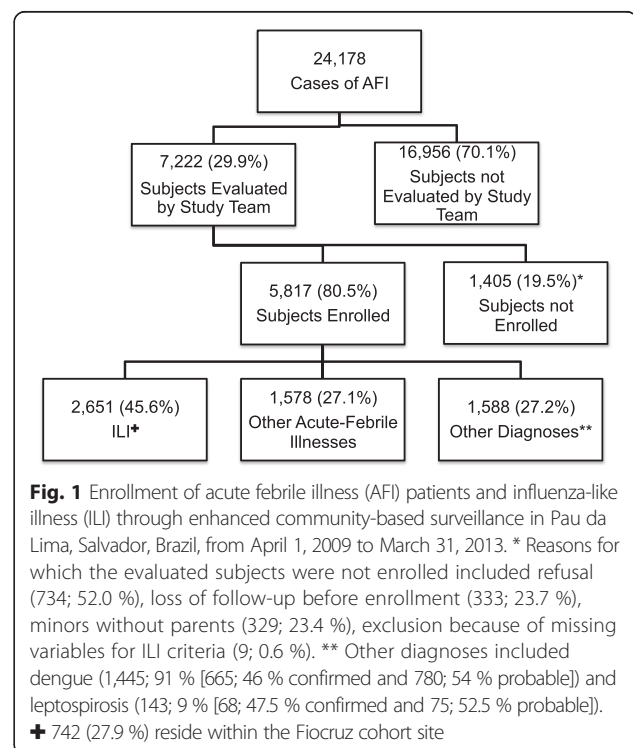 24,178
Cases of AFI
7,222 (29.9%)
Subjects Evaluated
by Study Team
16,956 (70.1%)
Subjects not
Evaluated by Study
Team
5,817 (80.5%)
Subjects Enrolled
1,405 (19.5%)*
Subjects not
Enrolled
2,651 (45.6%)
ILI✚
1,578 (27.1%)
Other Acute-Febrile
Illnesses
1,588 (27.2%)
Other Diagnoses**
Fig. 1 Enrollment of acute febrile illness (AFI) patients and influenza-like
illness (ILI) through enhanced community-based surveillance in Pau da
Lima, Salvador, Brazil, from April 1, 2009 to March 31, 2013. * Reasons for
which the evaluated subjects were not enrolled included refusal
(734; 52.0 %), loss of follow-up before enrollment (333; 23.7 %),
minors without parents (329; 23.4 %), exclusion because of missing
variables for ILI criteria (9; 0.6 %). ** Other diagnoses included
dengue (1,445; 91 % [665; 46 % confirmed and 780; 54 % probable]) and
leptospirosis (143; 9 % [68; 47.5 % confirmed and 75; 52.5 % probable]).
✚ 742 (27.9 %) reside within the Fiocruz cohort site